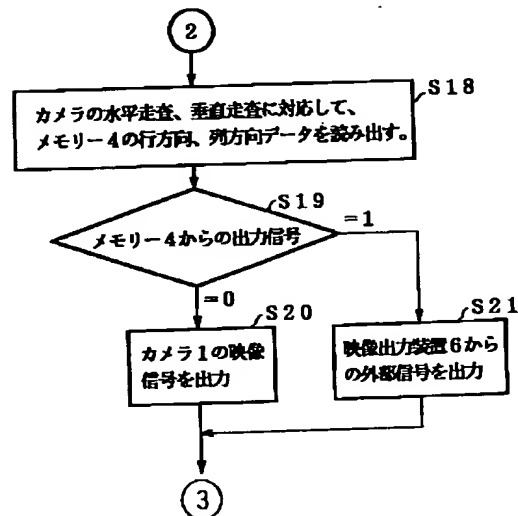 2
S18
カメラの水平走査、垂直走査に対応して、
メモリー4の行方向、列方向データを読み出す。
S19
メモリー4からの出力信号
=1
=0
S20
カメラ1の映像
信号を出力
S21
映像出力装置6から
の外部信号を出力
3